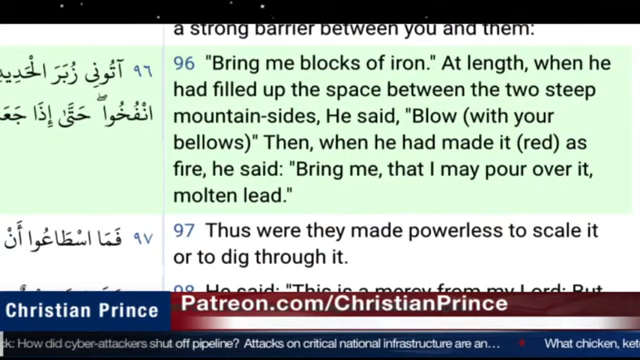 a strong barrier between you and them:
٩٦ آتُونِي زُبَرَ الْحَدِيدِ
96 "Bring me blocks of iron." At length, when he
had filled up the space between the two steep
انْفُخُوا ۖ حَتَّىٰ إِذَا جَعَ
mountain-sides, He said, "Blow (with your
bellows)" Then, when he had made it (red) as
fire, he said: "Bring me, that I may pour over it,
molten lead."
٩٧ فَمَا اسْطَاعُوا أَنْ
97 Thus were they made powerless to scale it
or to dig through it.
98 He said: "This is a mercy from my Lord: But
Christian Prince
Patreon.com/ChristianPrince
k: How did cyber-attackers shut off pipeline? Attacks on critical national infrastructure are an… What chicken, ket